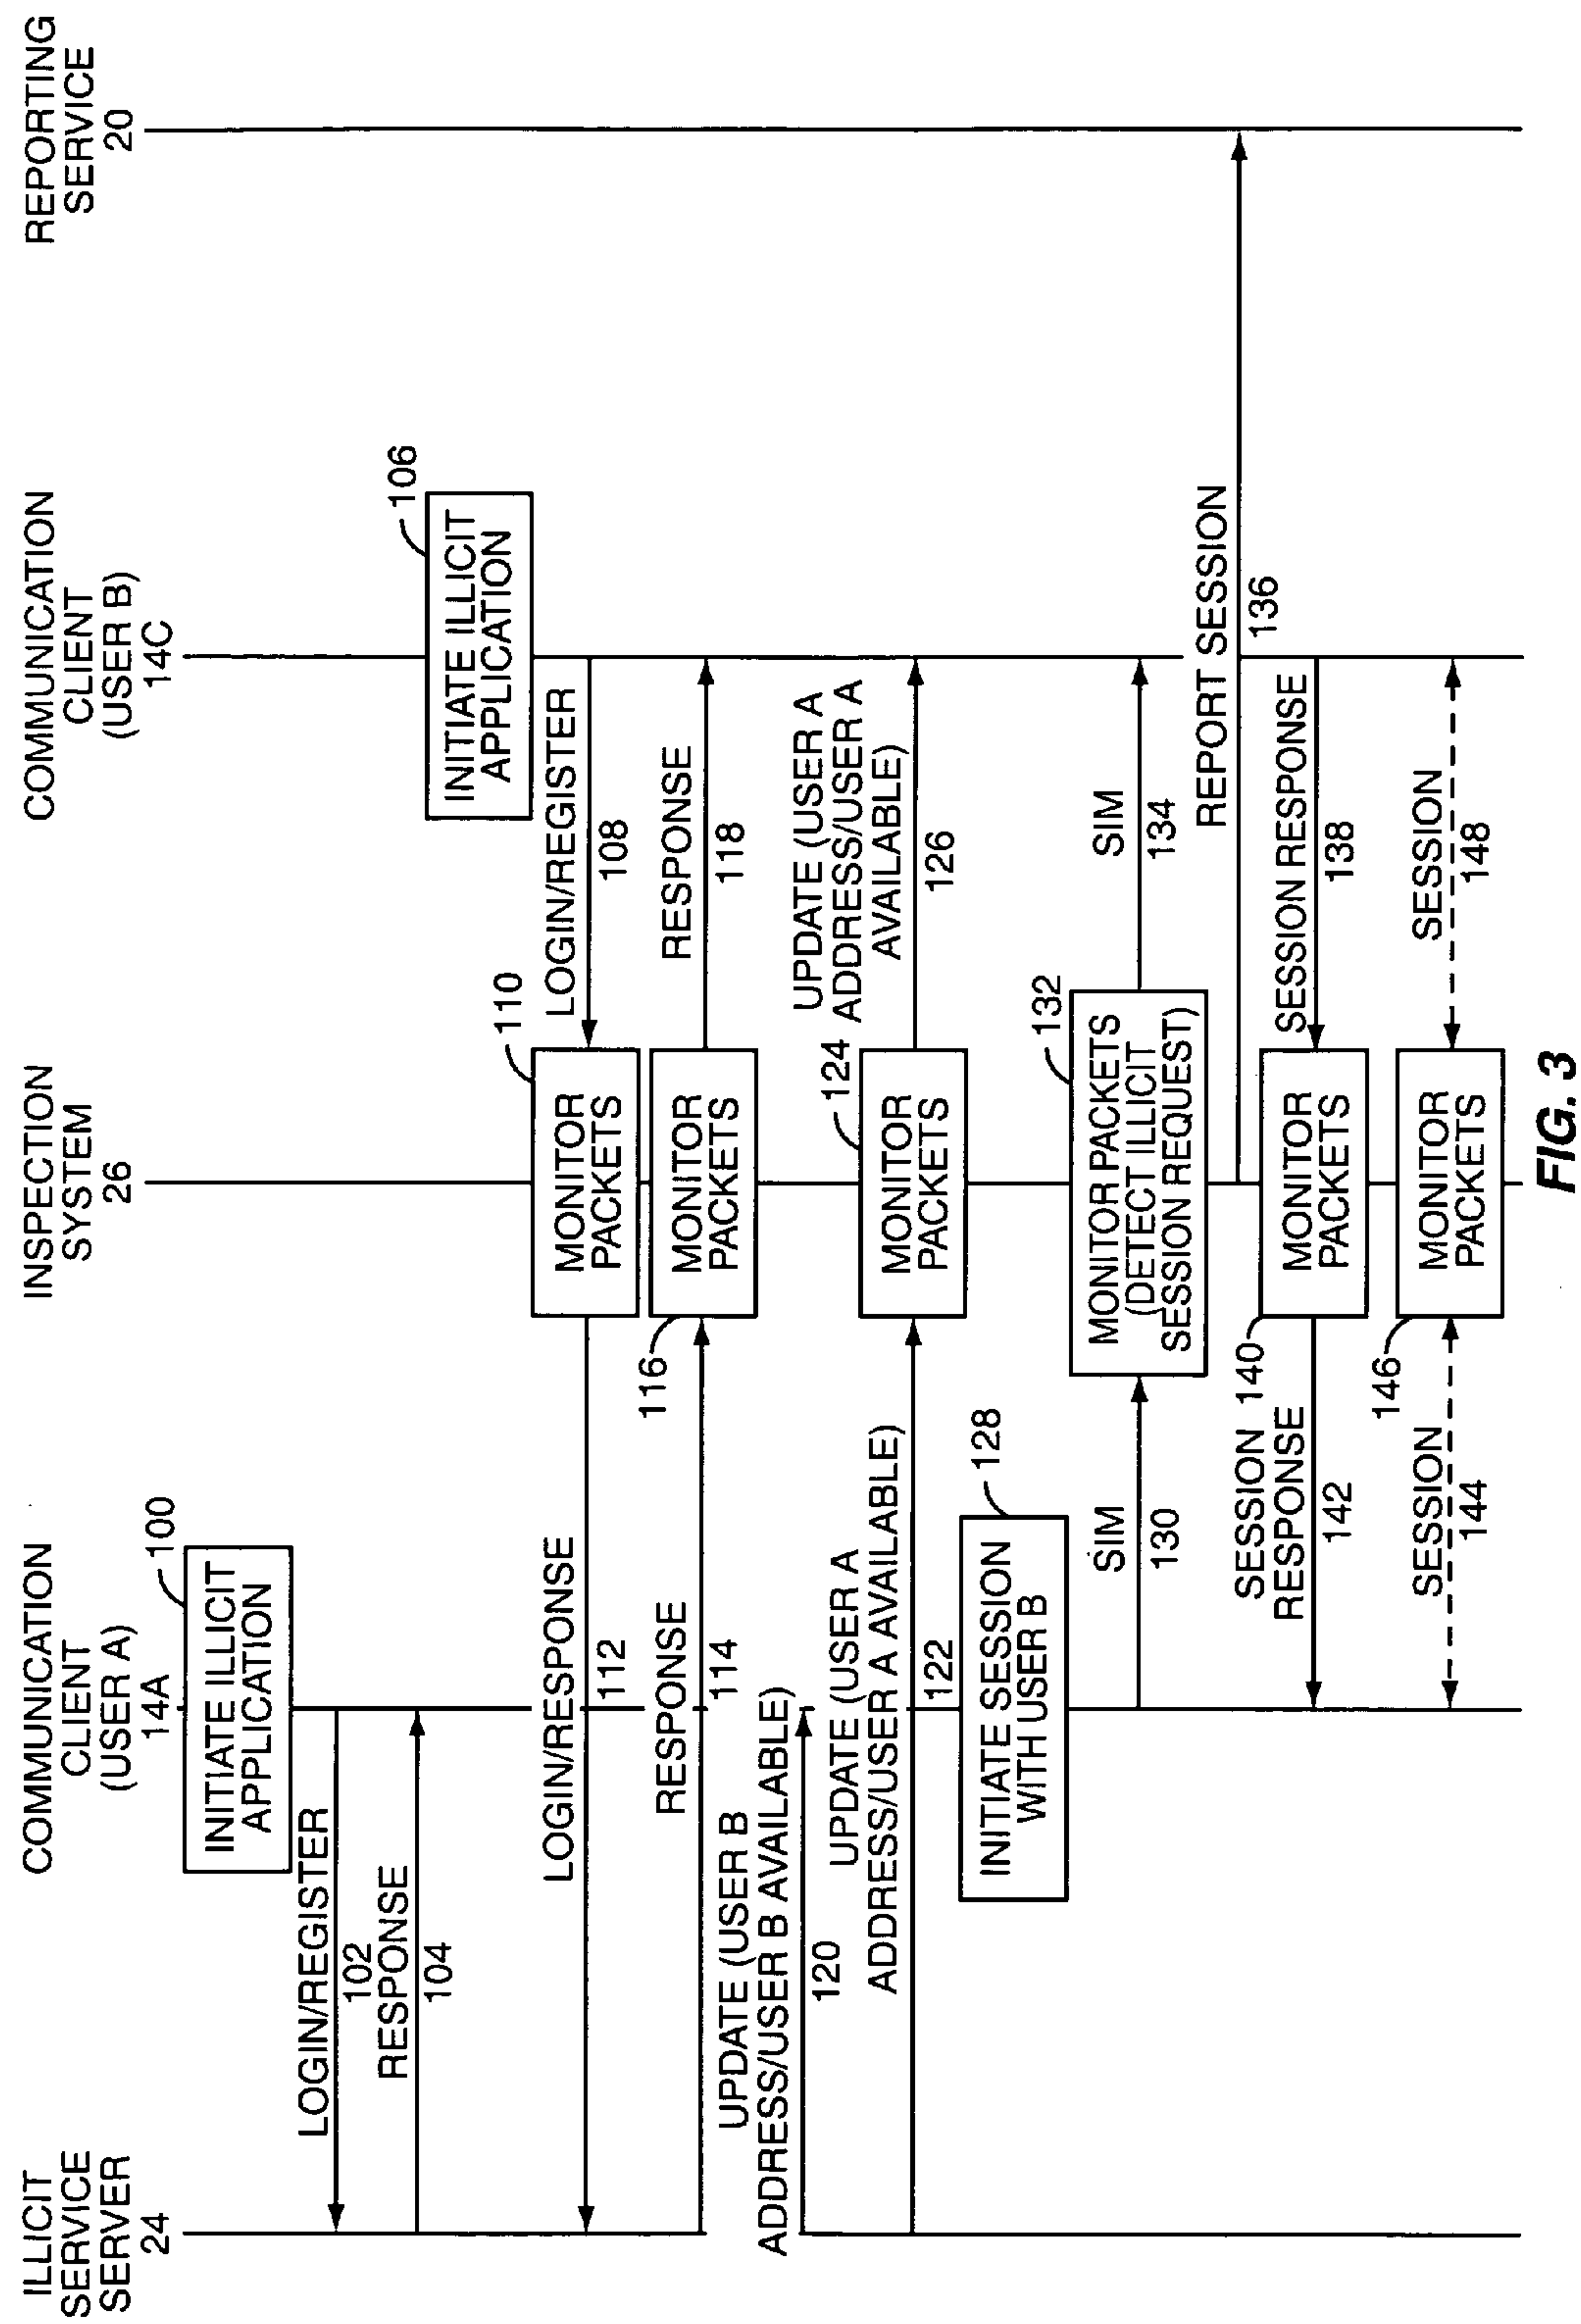 ILLICIT
SERVICE
SERVER
24
COMMUNICATION
CLIENT
(USER A)
14A
INSPECTION
SYSTEM
26
COMMUNICATION
CLIENT
(USER B)
14C
REPORTING
SERVICE
20
INITIATE ILLICIT
APPLICATION
100
LOGIN/REGISTER
102
RESPONSE
104
INITIATE ILLICIT
APPLICATION
106
LOGIN/REGISTER
108
MONITOR
PACKETS
110
LOGIN/RESPONSE
112
RESPONSE
114
MONITOR
PACKETS
116
RESPONSE
118
UPDATE (USER B
ADDRESS/USER B AVAILABLE)
120
UPDATE (USER A
ADDRESS/USER A AVAILABLE)
122
MONITOR
PACKETS
124
UPDATE (USER A
ADDRESS/USER A
AVAILABLE)
126
INITIATE SESSION
WITH USER B
128
SIM
130
MONITOR PACKETS
(DETECT ILLICIT
SESSION REQUEST)
132
SIM
134
REPORT SESSION
136
SESSION RESPONSE
138
MONITOR
PACKETS
140
SESSION
RESPONSE
142
SESSION
144
MONITOR
PACKETS
146
SESSION
148
FIG. 3